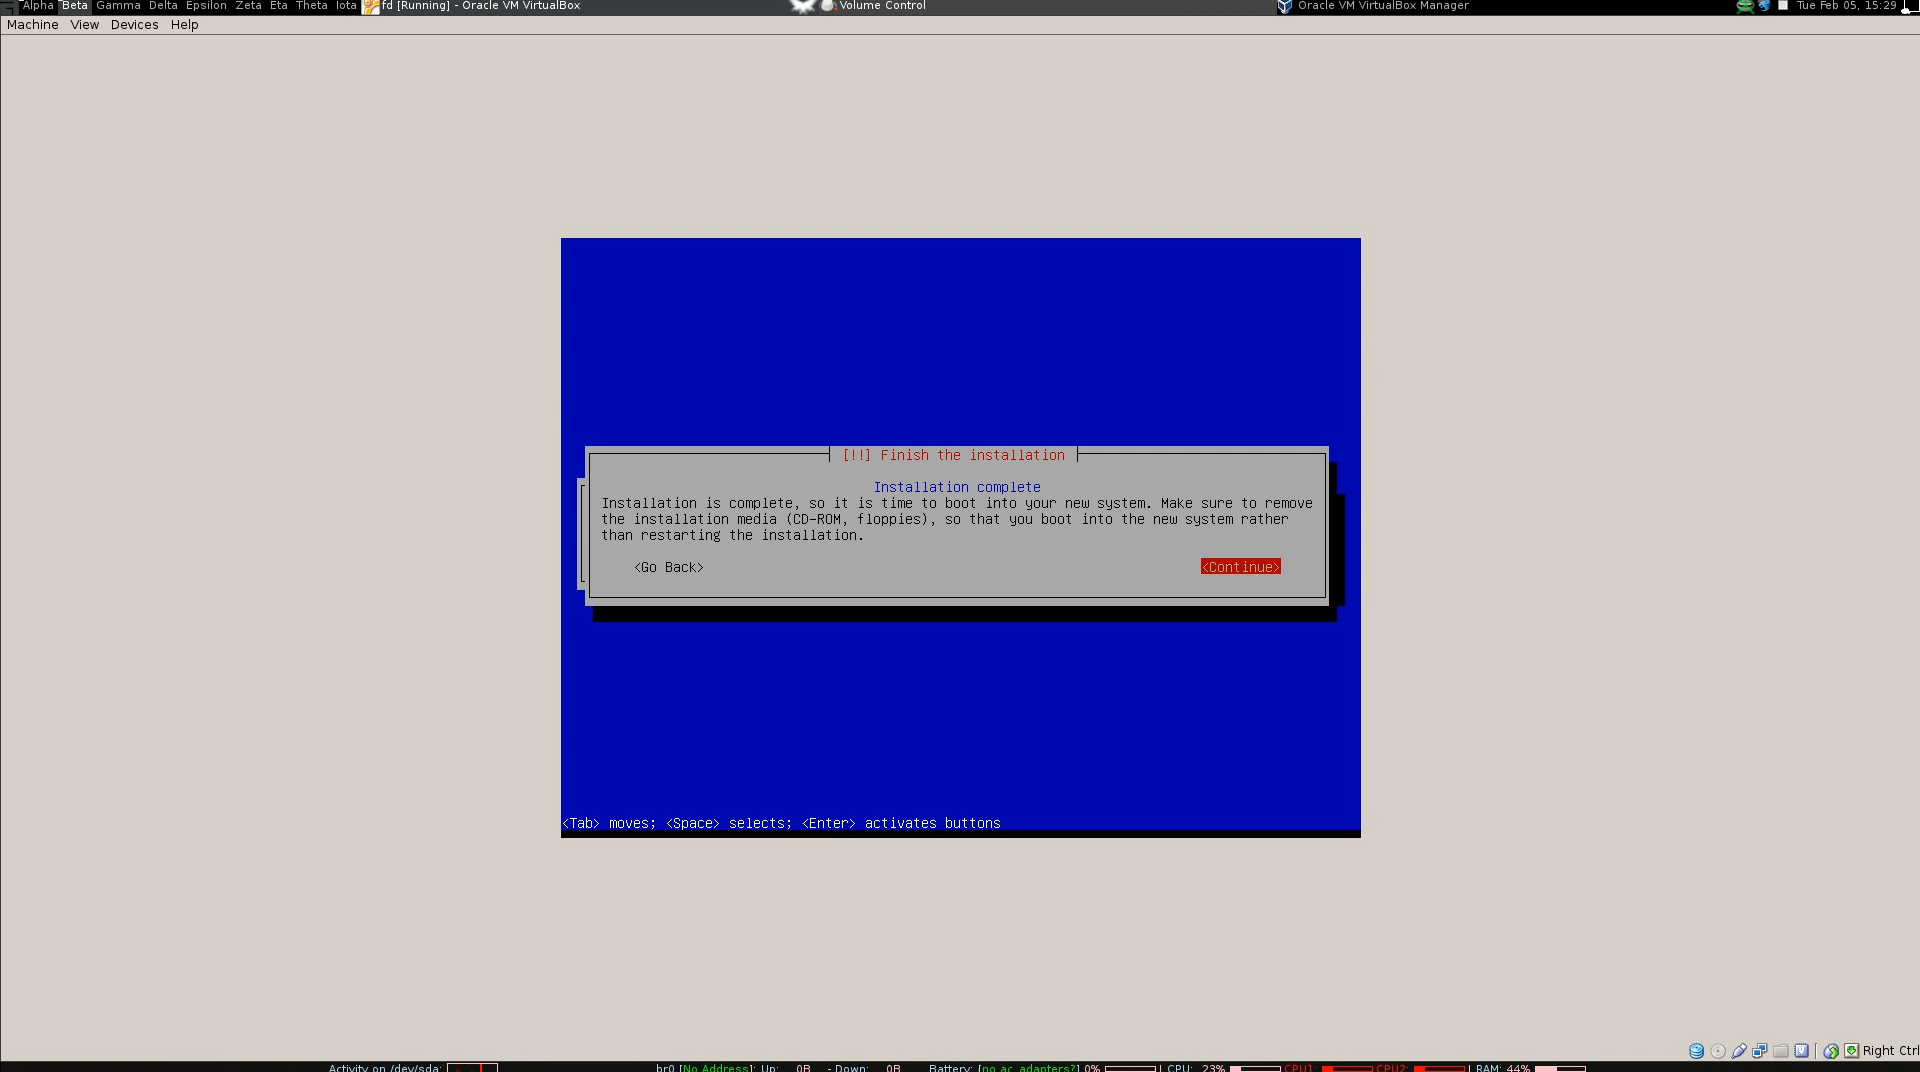 Alpha Beta Gamma Delta Epsilon Zeta Eta Theta Iota fd [Running] - Oracle VM VirtualBox Volume Control Oracle VM VirtualBox Manager Tue Feb 05, 15:29
Machine View Devices Help
[!!] Finish the installation
Installation complete
Installation is complete, so it is time to boot into your new system. Make sure to remove
the installation media (CD-ROM, floppies), so that you boot into the new system rather
than restarting the installation.
<Go Back> <Continue>
<Tab> moves; <Space> selects; <Enter> activates buttons
Right Ctrl
Activity on /dev/sda: br0 [No Address]: Up: 0B - Down: 0B Battery: [no ac adapters?] 0% | CPU: 23% CPU1: CPU2: | RAM: 44%